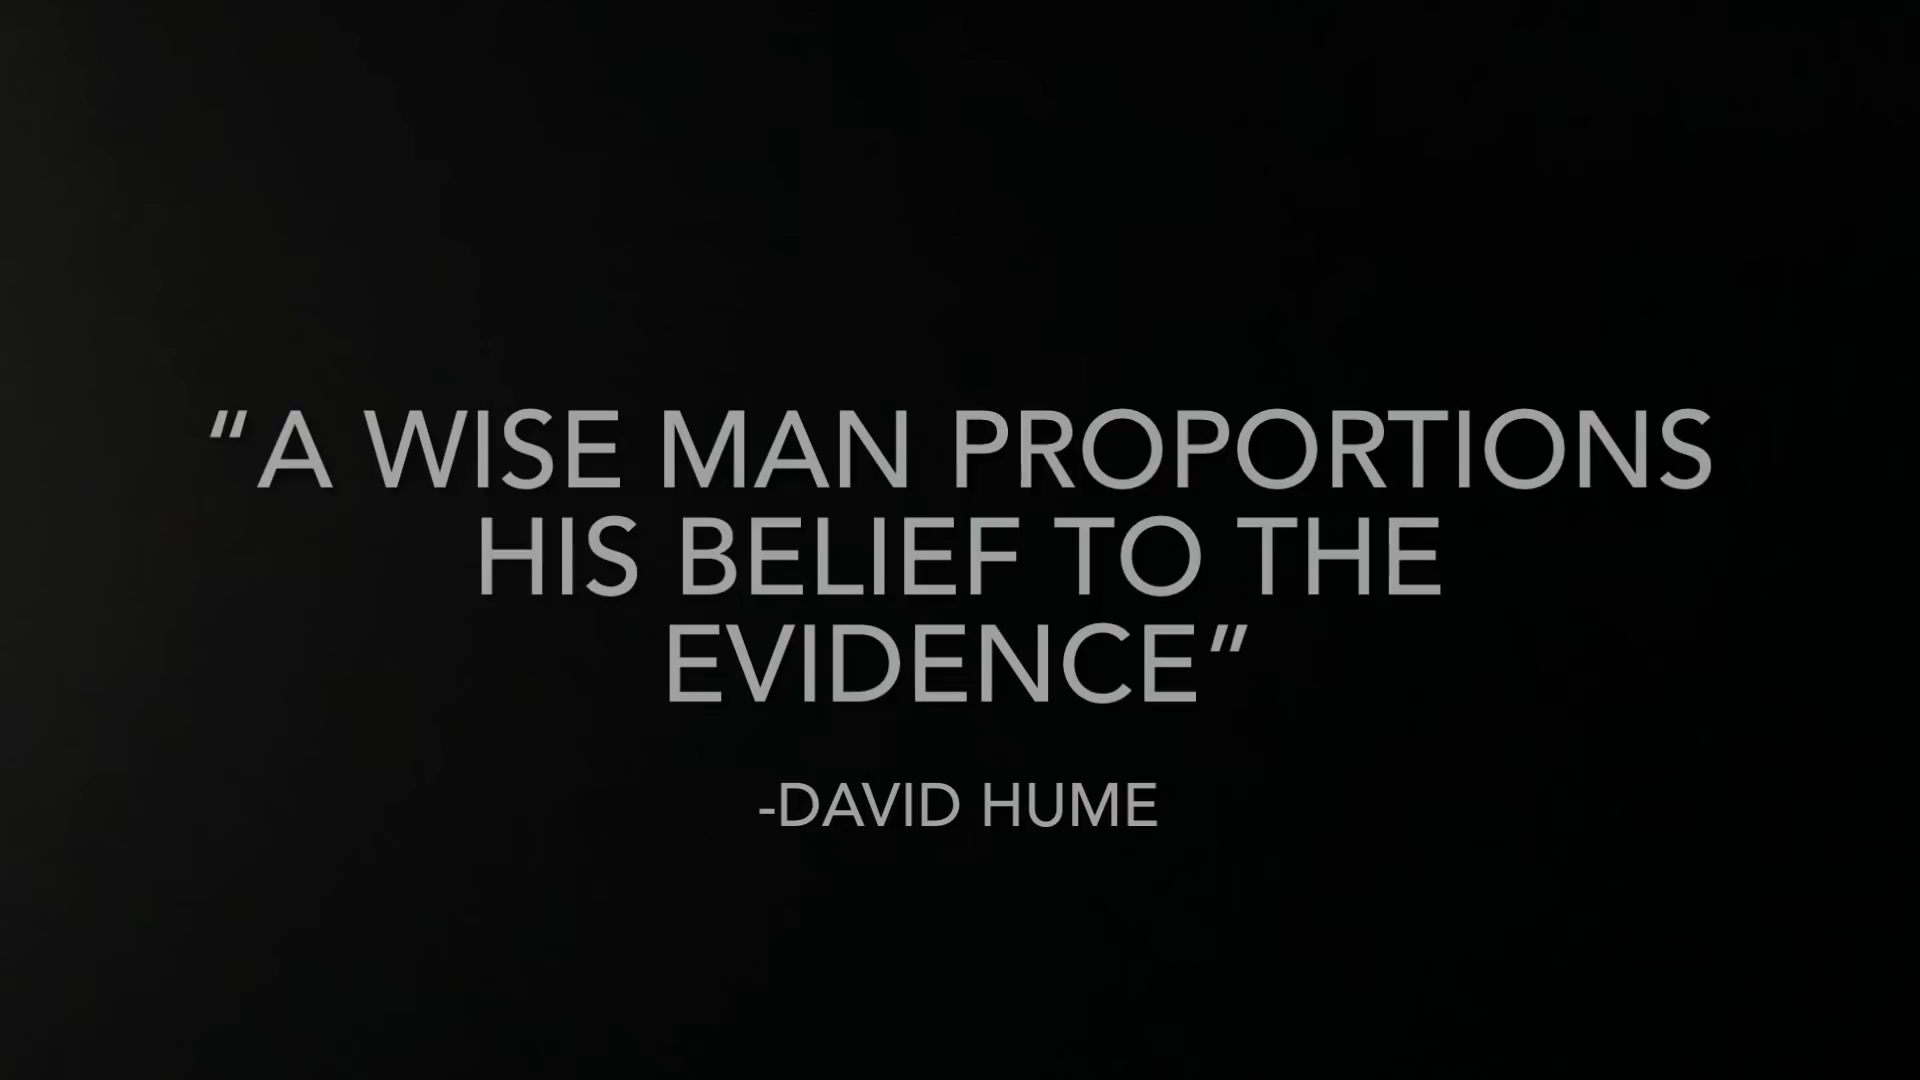 “A WISE MAN PROPORTIONS
HIS BELIEF TO THE
EVIDENCE”
-DAVID HUME